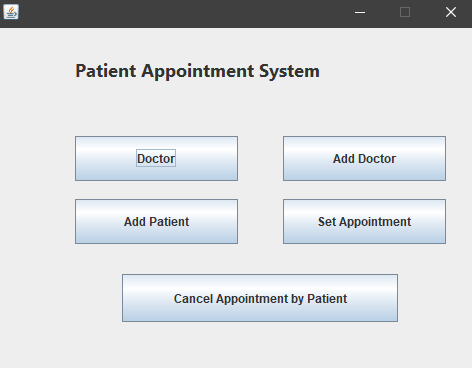 Patient Appointment System
Doctor
Add Doctor
Add Patient
Set Appointment
Cancel Appointment by Patient